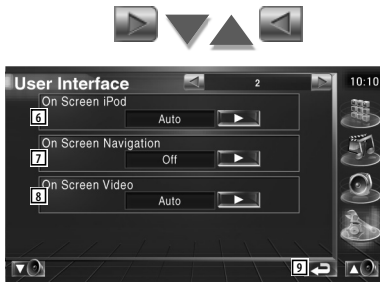 User Interface
2
10:10
On Screen iPod
6
Auto
On Screen Navigation
7
Off
On Screen Video
8
Auto
9